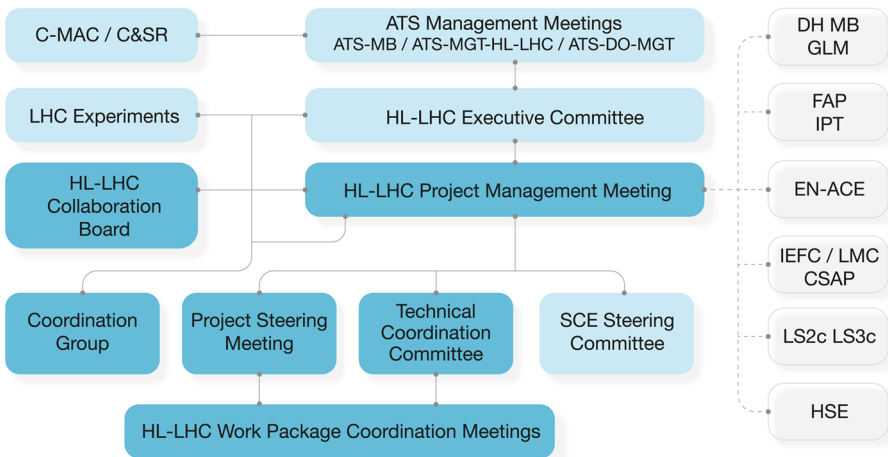 C-MAC / C&SR
ATS Management Meetings
ATS-MB / ATS-MGT-HL-LHC / ATS-DO-MGT
DH MB
GLM
LHC Experiments
HL-LHC Executive Committee
FAP
IPT
HL-LHC
Collaboration
Board
HL-LHC Project Management Meeting
EN-ACE
IEFC / LMC
CSAP
Coordination
Group
Project Steering
Meeting
Technical
Coordination
Committee
SCE Steering
Committee
LS2c LS3c
HL-LHC Work Package Coordination Meetings
HSE